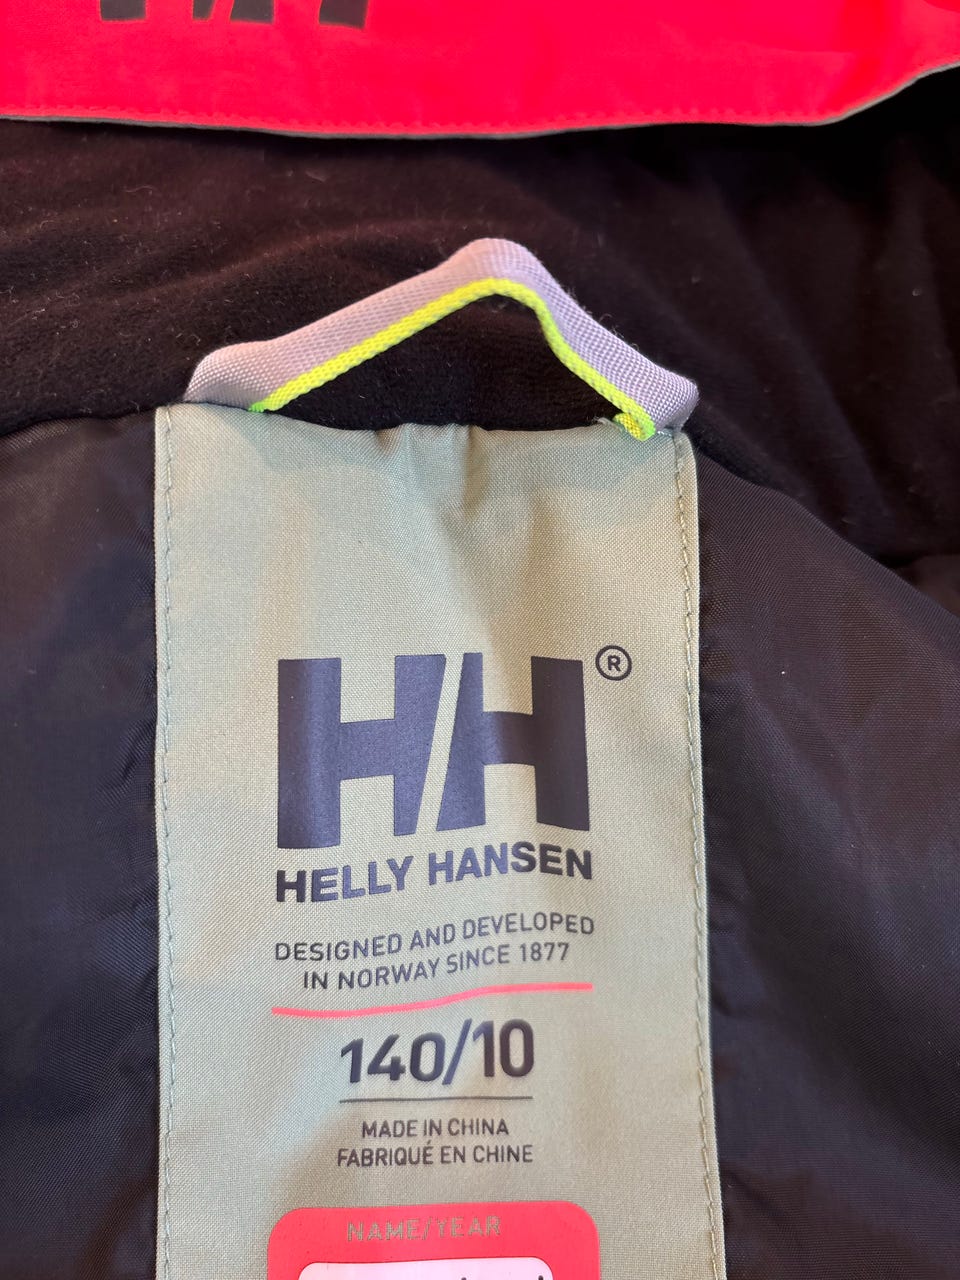 HH®
HELLY HANSEN
DESIGNED AND DEVELOPED
IN NORWAY SINCE 1877
140/10
MADE IN CHINA
FABRIQUÉ EN CHINE
NAME/YEAR